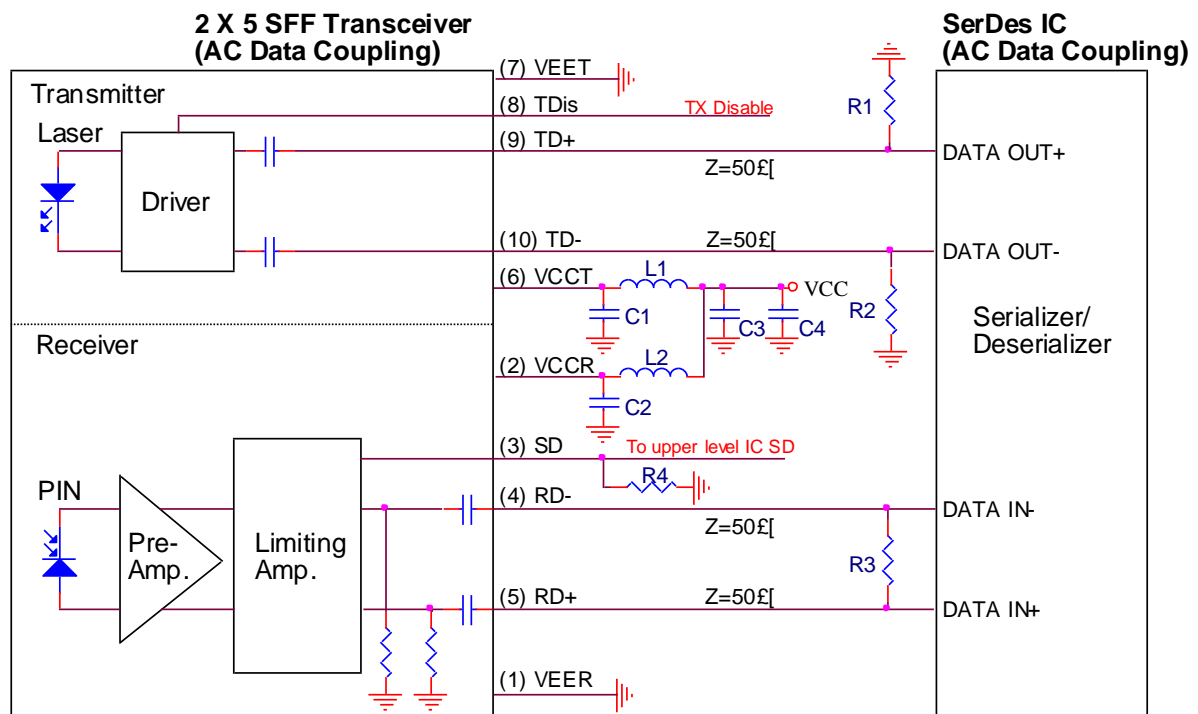 2 X 5 SFF Transceiver
(AC Data Coupling)
SerDes IC
(AC Data Coupling)
(7) VEET
Transmitter
(8) TDis
TX Disable
R1
Laser
(9) TD+
DATA OUT+
Z=50£[
Driver
(10) TD-
Z=50£[
DATA OUT-
(6) VCCT
L1
VCC
C1
C3
C4
R2
Serializer/
Deserializer
Receiver
(2) VCCR
L2
C2
(3) SD
To upper level IC SD
R4
PIN
(4) RD-
DATA IN-
Z=50£[
Pre-
Amp.
Limiting
Amp.
R3
(5) RD+
Z=50£[
DATA IN+
(1) VEER